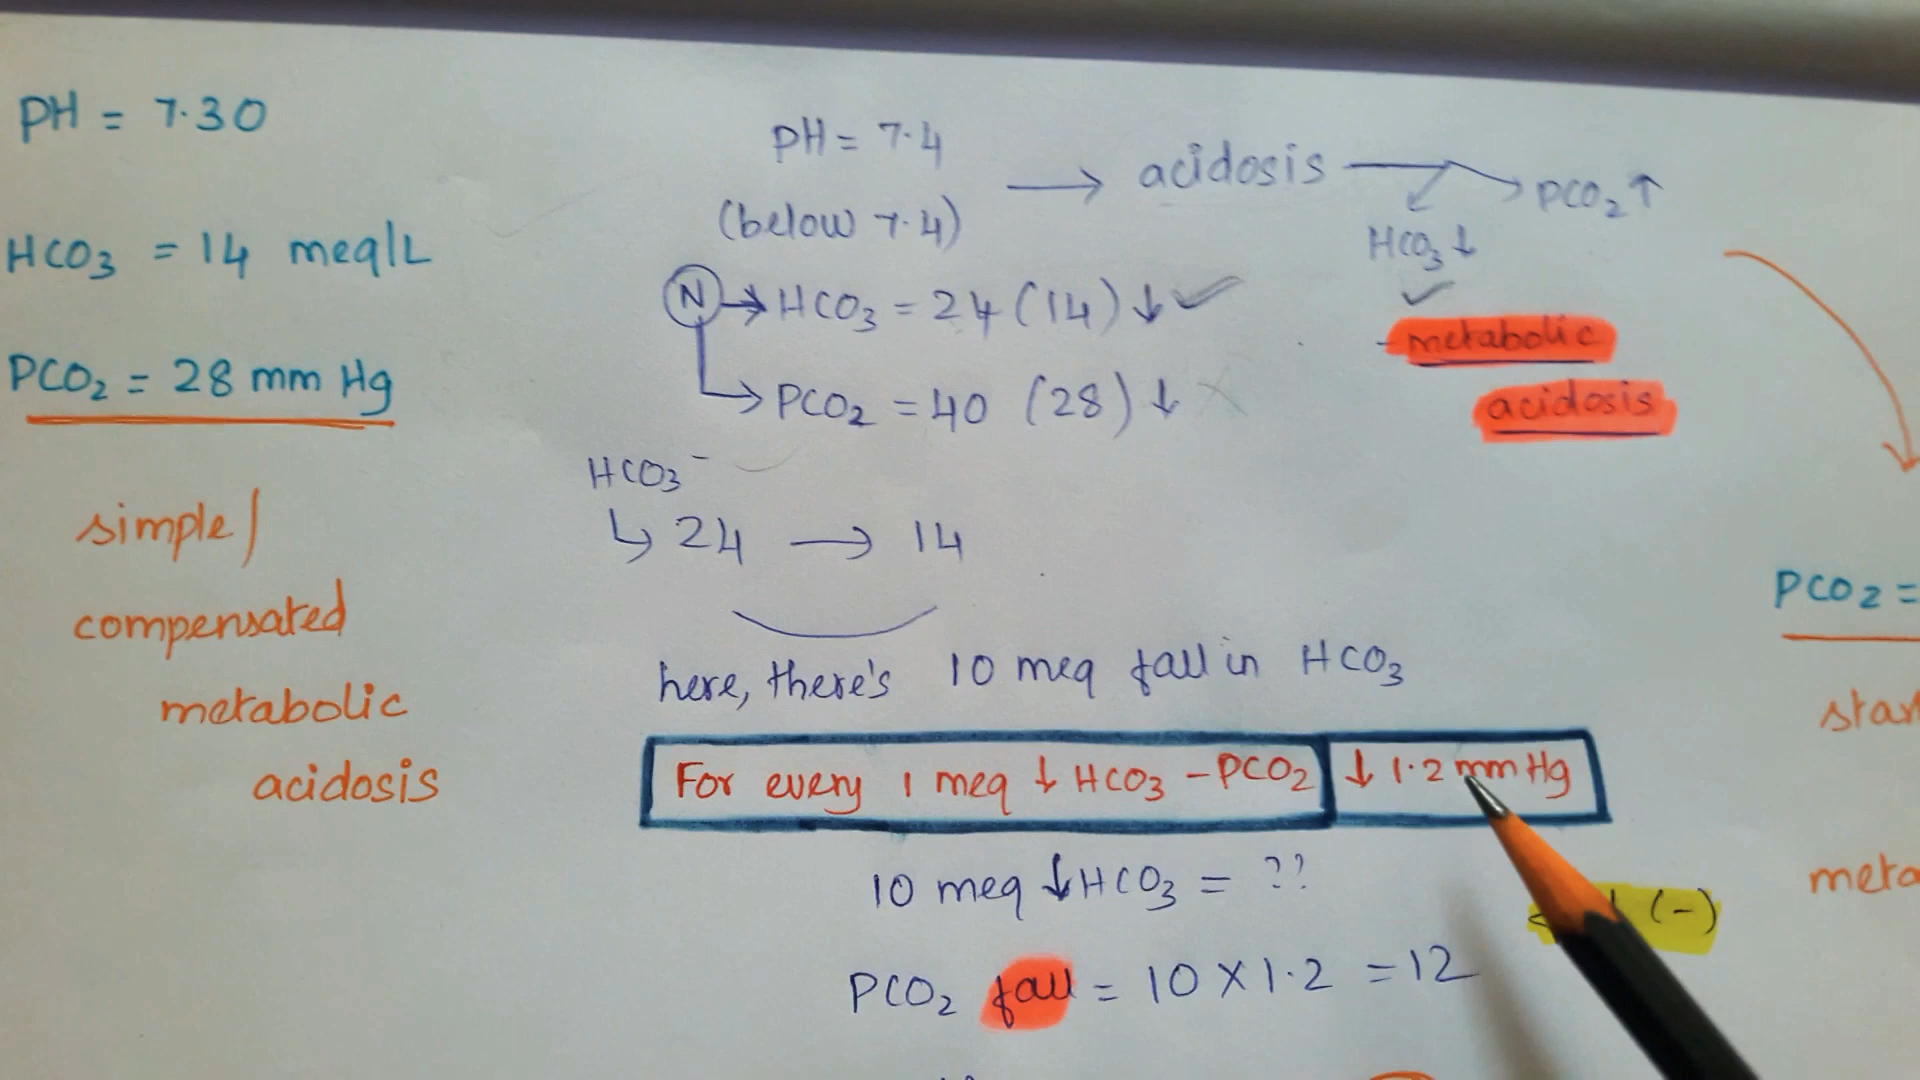 PH = 7.30
HCO3 = 14 meq/L
PCO2 = 28 mm Hg
simple/
compensated
metabolic
acidosis
PH = 7.4
(below 7.4)
→ acidosis → PCO2 ↑
HCO3 ↓
✓
- metabolic
acidosis
N → HCO3 = 24 (14) ↓ ✓
→ PCO2 = 40 (28) ↓ X
HCO3 -
↳ 24 → 14
here, there's 10 meq fall in HCO3
For every 1 meq ↓ HCO3 - PCO2 ↓ 1.2 mm Hg
10 meq ↓ HCO3 = ??
PCO2 fall = 10 X 1.2 = 12
(-)
PCO2 =